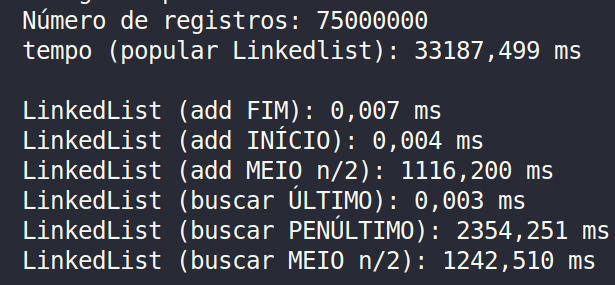 Número de registros: 75000000
tempo (popular Linkedlist): 33187,499 ms
LinkedList (add FIM): 0,007 ms
LinkedList (add INÍCIO): 0,004 ms
LinkedList (add MEIO n/2): 1116,200 ms
LinkedList (buscar ÚLTIMO): 0,003 ms
LinkedList (buscar PENÚLTIMO): 2354,251 ms
LinkedList (buscar MEIO n/2): 1242,510 ms